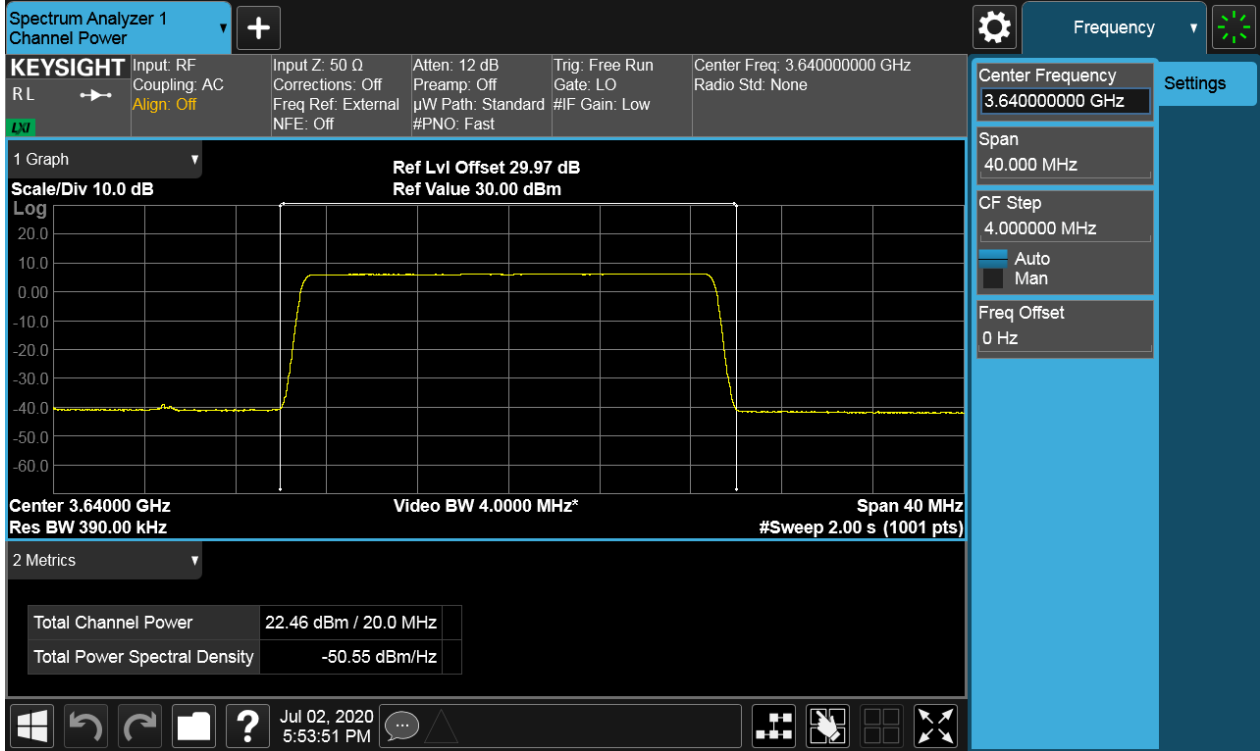 Spectrum Analyzer 1
Channel Power
Frequency
KEYSIGHT
R L
LXI
Input: RF
Coupling: AC
Align: Off
Input Z: 50 Ω
Corrections: Off
Freq Ref: External
NFE: Off
Atten: 12 dB
Preamp: Off
µW Path: Standard
#PNO: Fast
Trig: Free Run
Gate: LO
#IF Gain: Low
Center Freq: 3.640000000 GHz
Radio Std: None
Center Frequency
3.640000000 GHz
Settings
Span
40.000 MHz
CF Step
4.000000 MHz
Auto
Man
Freq Offset
0 Hz
1 Graph
Ref Lvl Offset 29.97 dB
Scale/Div 10.0 dB
Ref Value 30.00 dBm
Log
20.0
10.0
0.00
-10.0
-20.0
-30.0
-40.0
-50.0
-60.0
Center 3.64000 GHz
Video BW 4.0000 MHz*
Span 40 MHz
Res BW 390.00 kHz
#Sweep 2.00 s (1001 pts)
2 Metrics
Total Channel Power 22.46 dBm / 20.0 MHz
Total Power Spectral Density -50.55 dBm/Hz
?
Jul 02, 2020
5:53:51 PM